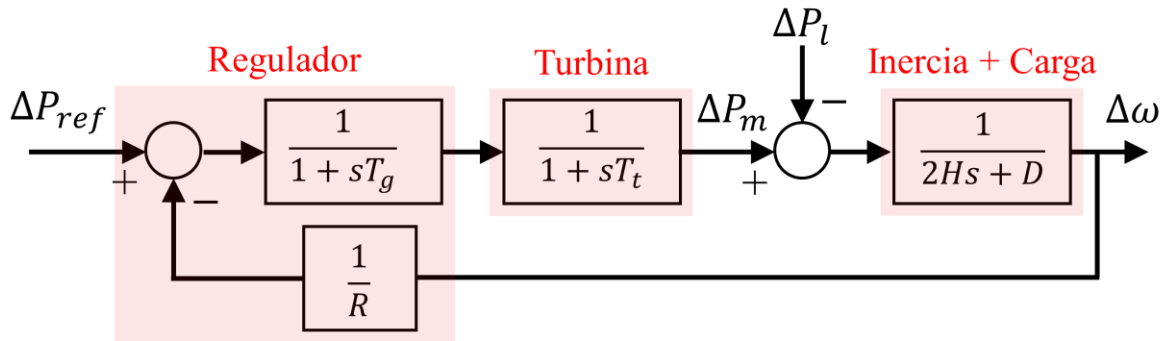 Regulador
Turbina
Inercia + Carga
ΔP_l
ΔP_ref
+
−
1
1 + sT_g
1
1 + sT_t
ΔP_m
+
−
1
2Hs + D
Δω
1
R